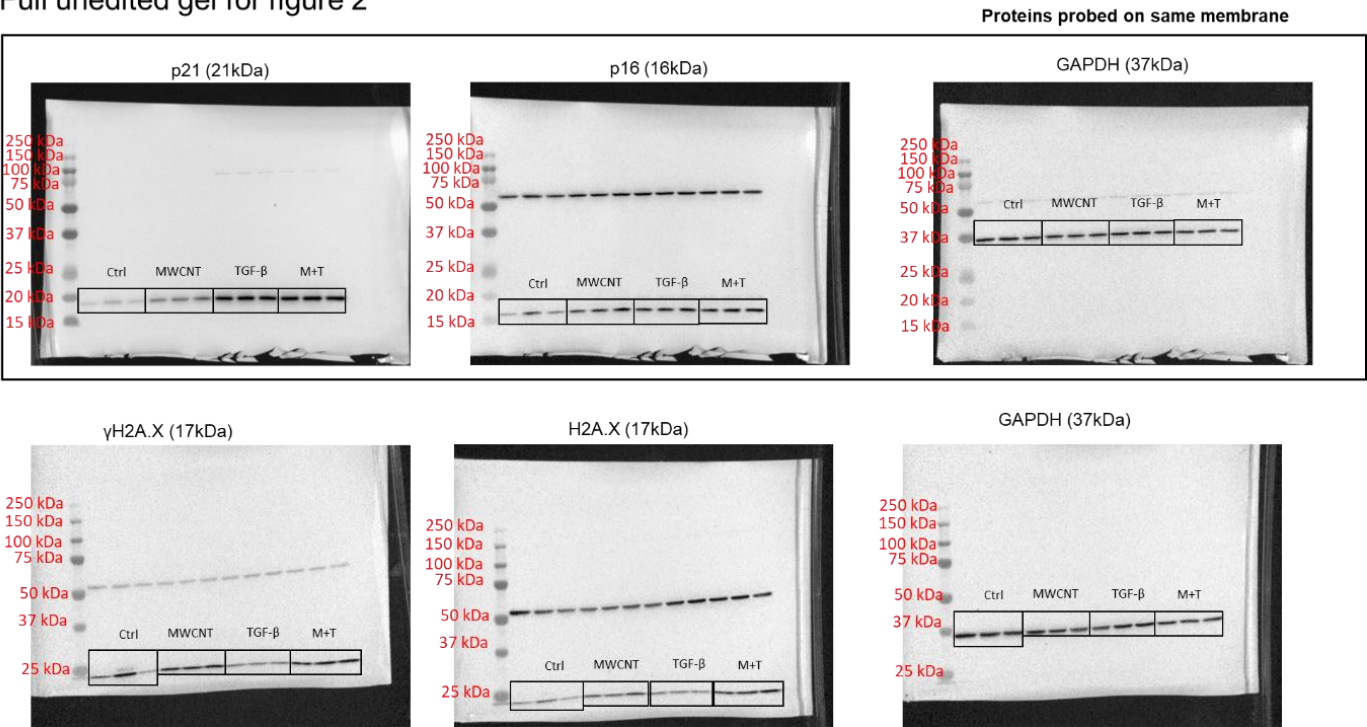 Full unedited gel for figure 2
Proteins probed on same membrane
p21 (21kDa)
250 kDa
150 kDa
100 kDa
75 kDa
50 kDa
37 kDa
25 kDa
20 kDa
15 kDa
Ctrl MWCNT TGF-β M+T
p16 (16kDa)
250 kDa
150 kDa
100 kDa
75 kDa
50 kDa
37 kDa
25 kDa
20 kDa
15 kDa
Ctrl MWCNT TGF-β M+T
GAPDH (37kDa)
250 kDa
150 kDa
100 kDa
75 kDa
50 kDa
37 kDa
25 kDa
20 kDa
15 kDa
Ctrl MWCNT TGF-β M+T
γH2A.X (17kDa)
250 kDa
150 kDa
100 kDa
75 kDa
50 kDa
37 kDa
25 kDa
Ctrl MWCNT TGF-β M+T
H2A.X (17kDa)
250 kDa
150 kDa
100 kDa
75 kDa
50 kDa
37 kDa
25 kDa
Ctrl MWCNT TGF-β M+T
GAPDH (37kDa)
250 kDa
150 kDa
100 kDa
75 kDa
50 kDa
37 kDa
25 kDa
Ctrl MWCNT TGF-β M+T